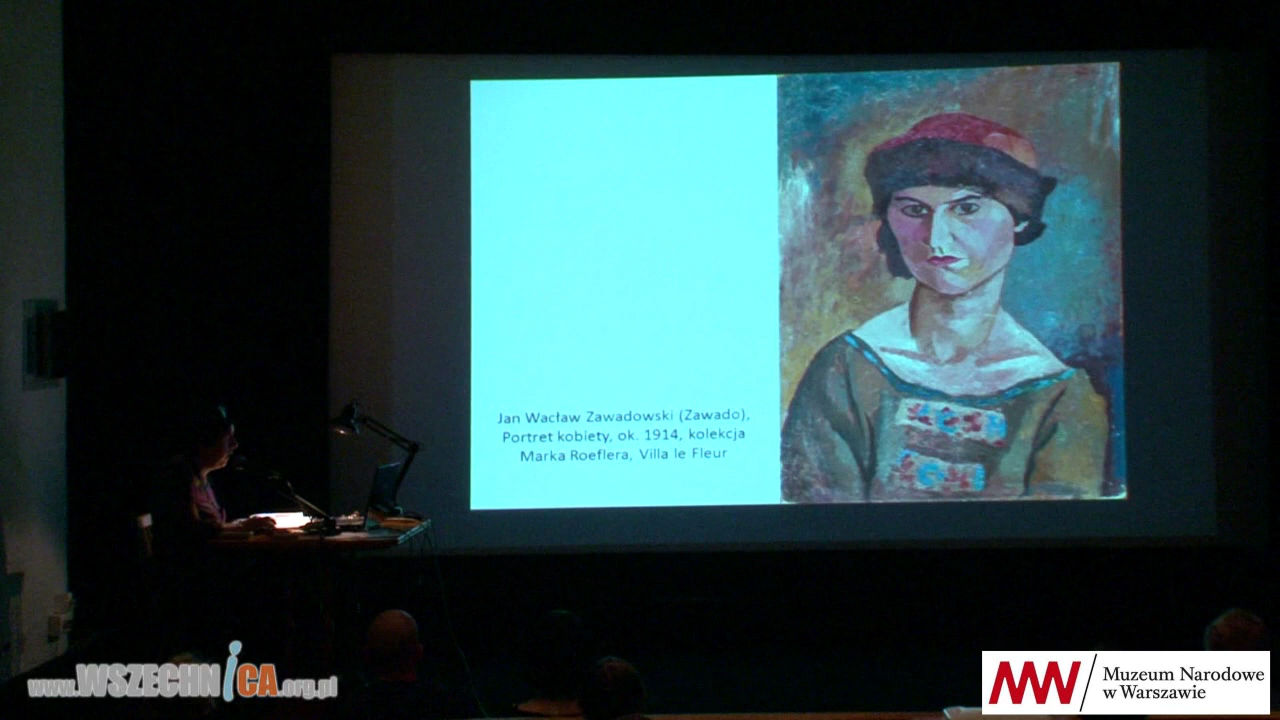 Jan Wacław Zawadowski (Zawado),
Portret kobiety, ok. 1914, kolekcja
Marka Roeflera, Villa le Fleur
www.WSZECHNiCA.org.pl
MW Muzeum Narodowe
w Warszawie